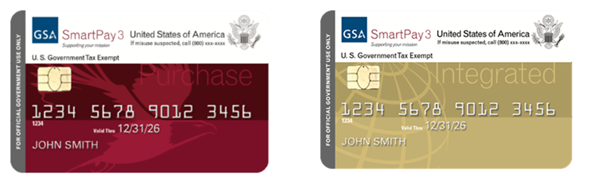 GSA SmartPay 3
Supporting your mission
United States of America
If misuse suspected, call (800) xxx-xxxx
U.S. Government Tax Exempt
FOR OFFICIAL GOVERNMENT USE ONLY
Purchase
1234 5678 9012 3456
1234
Valid Thru 12/31/26
JOHN SMITH
GSA SmartPay 3
Supporting your mission
United States of America
If misuse suspected, call (800) xxx-xxxx
U.S. Government Tax Exempt
FOR OFFICIAL GOVERNMENT USE ONLY
Integrated
1234 5678 9012 3456
1234
Valid Thru 12/31/26
JOHN SMITH